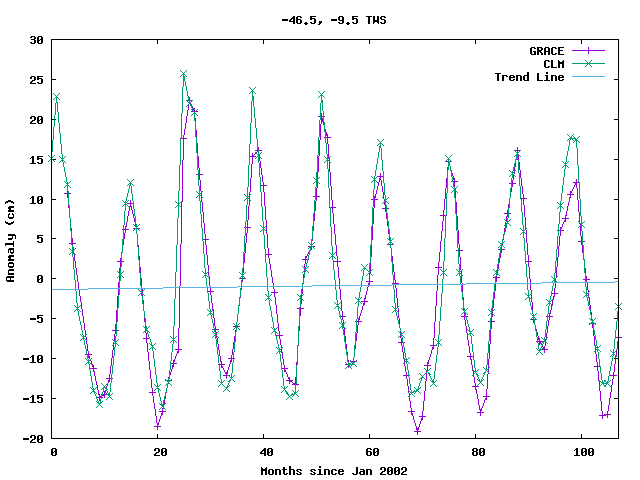 -46.5, -9.5 TWS
GRACE
CLM
Trend Line
30
25
20
15
10
5
0
-5
-10
-15
-20
Anomaly (cm)
0 20 40 60 80 100
Months since Jan 2002